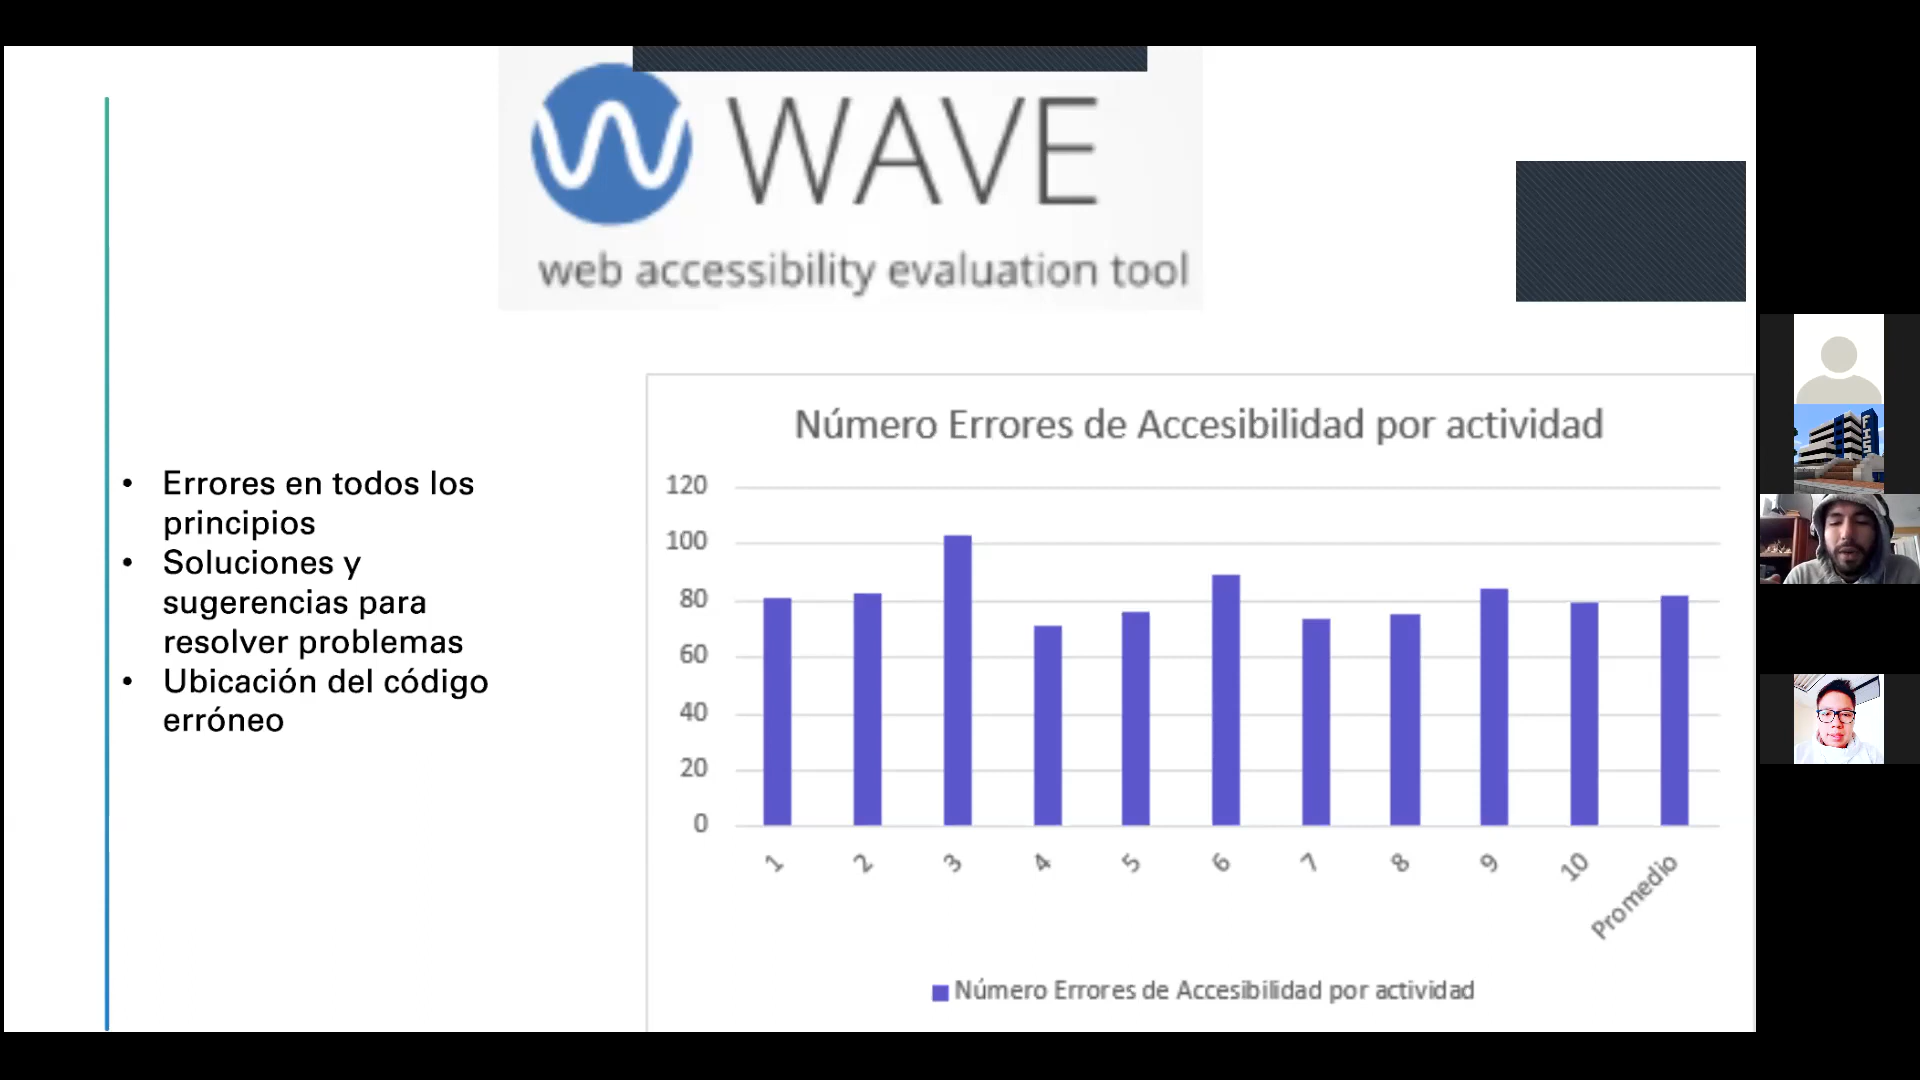 WAVE
web accessibility evaluation tool
• Errores en todos los
principios
• Soluciones y
sugerencias para
resolver problemas
• Ubicación del código
erróneo
Número Errores de Accesibilidad por actividad
120
100
80
60
40
20
0
1 2 3 4 5 6 7 8 9 10 Promedio
Número Errores de Accesibilidad por actividad